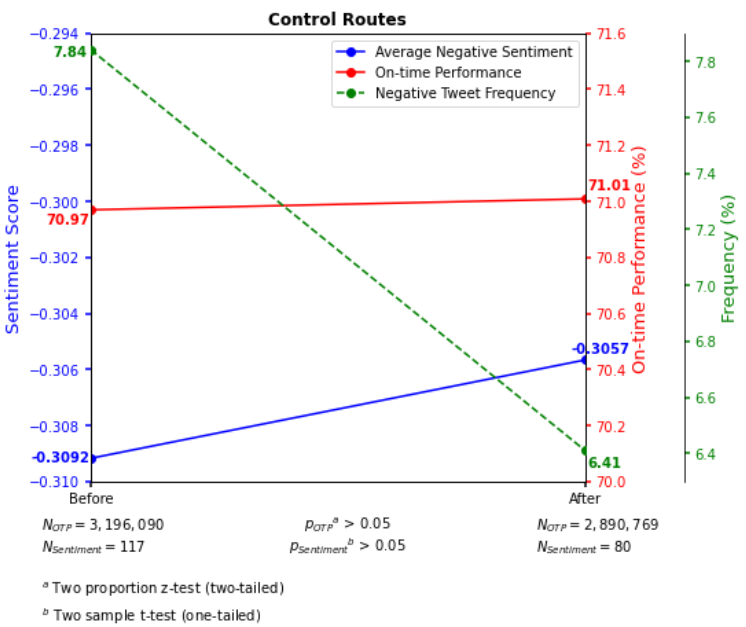 Control Routes
−0.294
−0.296
−0.298
−0.300
−0.302
−0.304
−0.306
−0.308
−0.310
Sentiment Score
7.84
70.97
-0.3092
Average Negative Sentiment
On-time Performance
Negative Tweet Frequency
71.01
-0.3057
6.41
71.6
71.4
71.2
71.0
70.8
70.6
70.4
70.2
70.0
On-time Performance (%)
7.8
7.6
7.4
7.2
7.0
6.8
6.6
6.4
Frequency (%)
Before After
N_OTP = 3, 196, 090 p_OTP^a > 0.05 N_OTP = 2, 890, 769
N_Sentiment = 117 p_Sentiment^b > 0.05 N_Sentiment = 80
^a Two proportion z-test (two-tailed)
^b Two sample t-test (one-tailed)